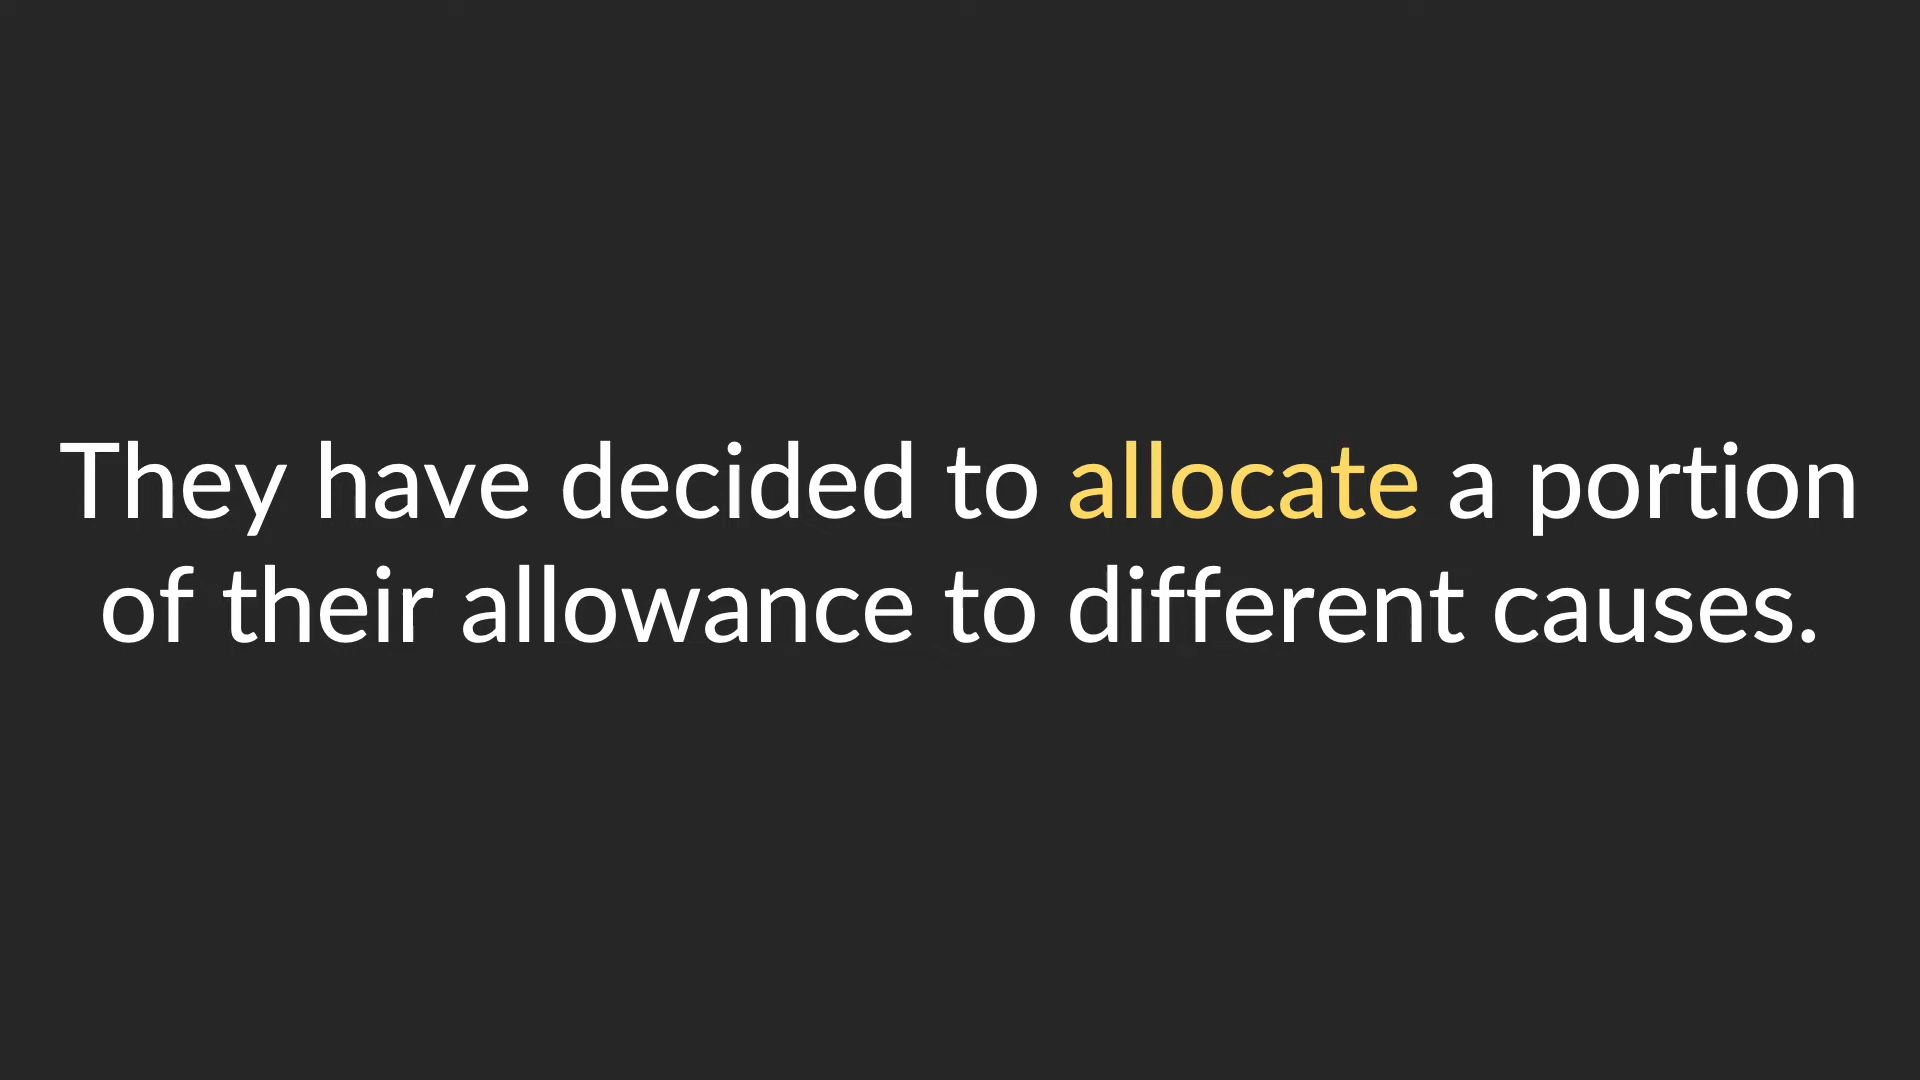 They have decided to allocate a portion
of their allowance to different causes.